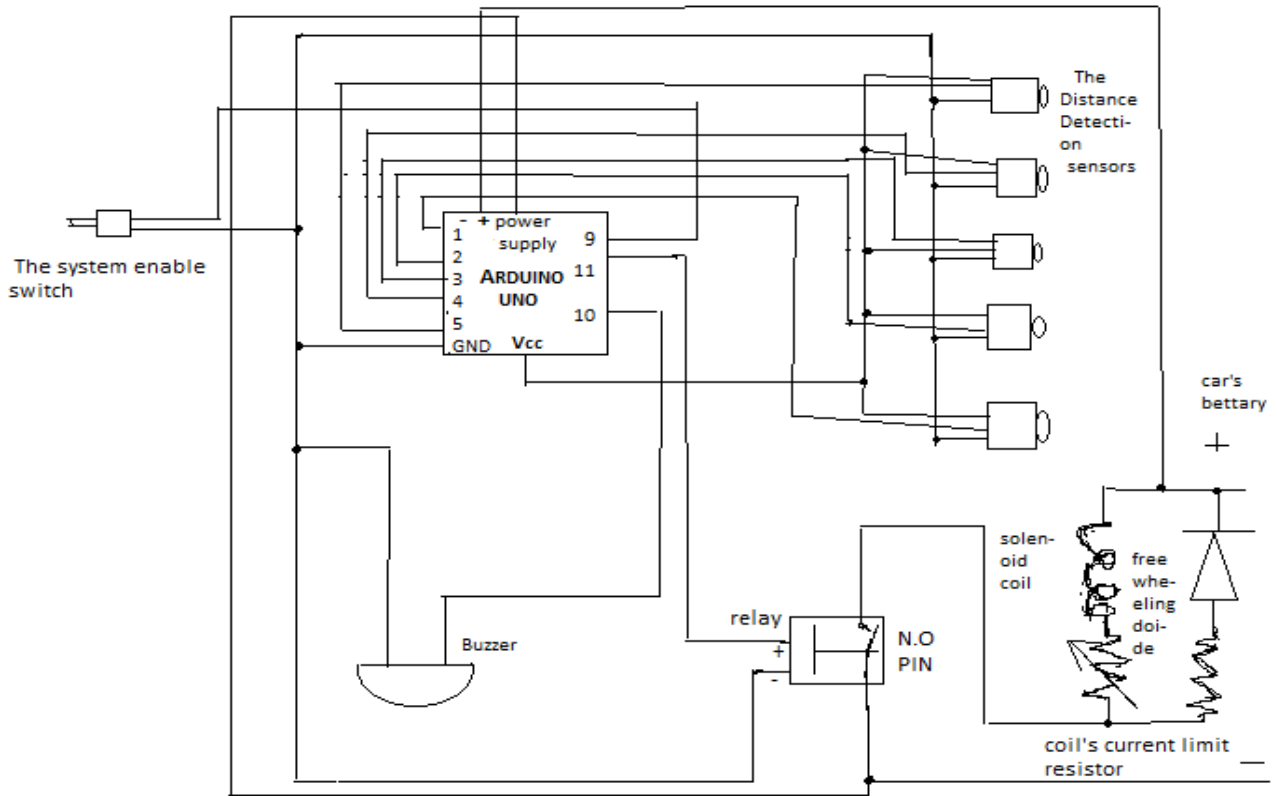 The
Distance
Detecti-
on
sensors
The system enable
switch
- + power
supply
1
2
3
4
5
GND
9
11
10
ARDUINO
UNO
Vcc
car's
bettary
+
solen-
oid
coil
free
whe-
eling
doi-
de
relay
+
-
N.O
PIN
Buzzer
coil's current limit
resistor
—